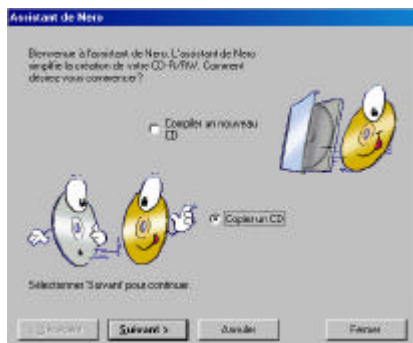 Assistant de Nero
Bienvenue à l'assistant de Nero. L'assistant de Nero
simplifie la création de votre CD-R/RW. Comment
désirez vous commencer ?
Compiler un nouveau
CD
Copier un CD
Sélectionner 'Suivant' pour continuer.
Suivant >
Annuler
Fermer